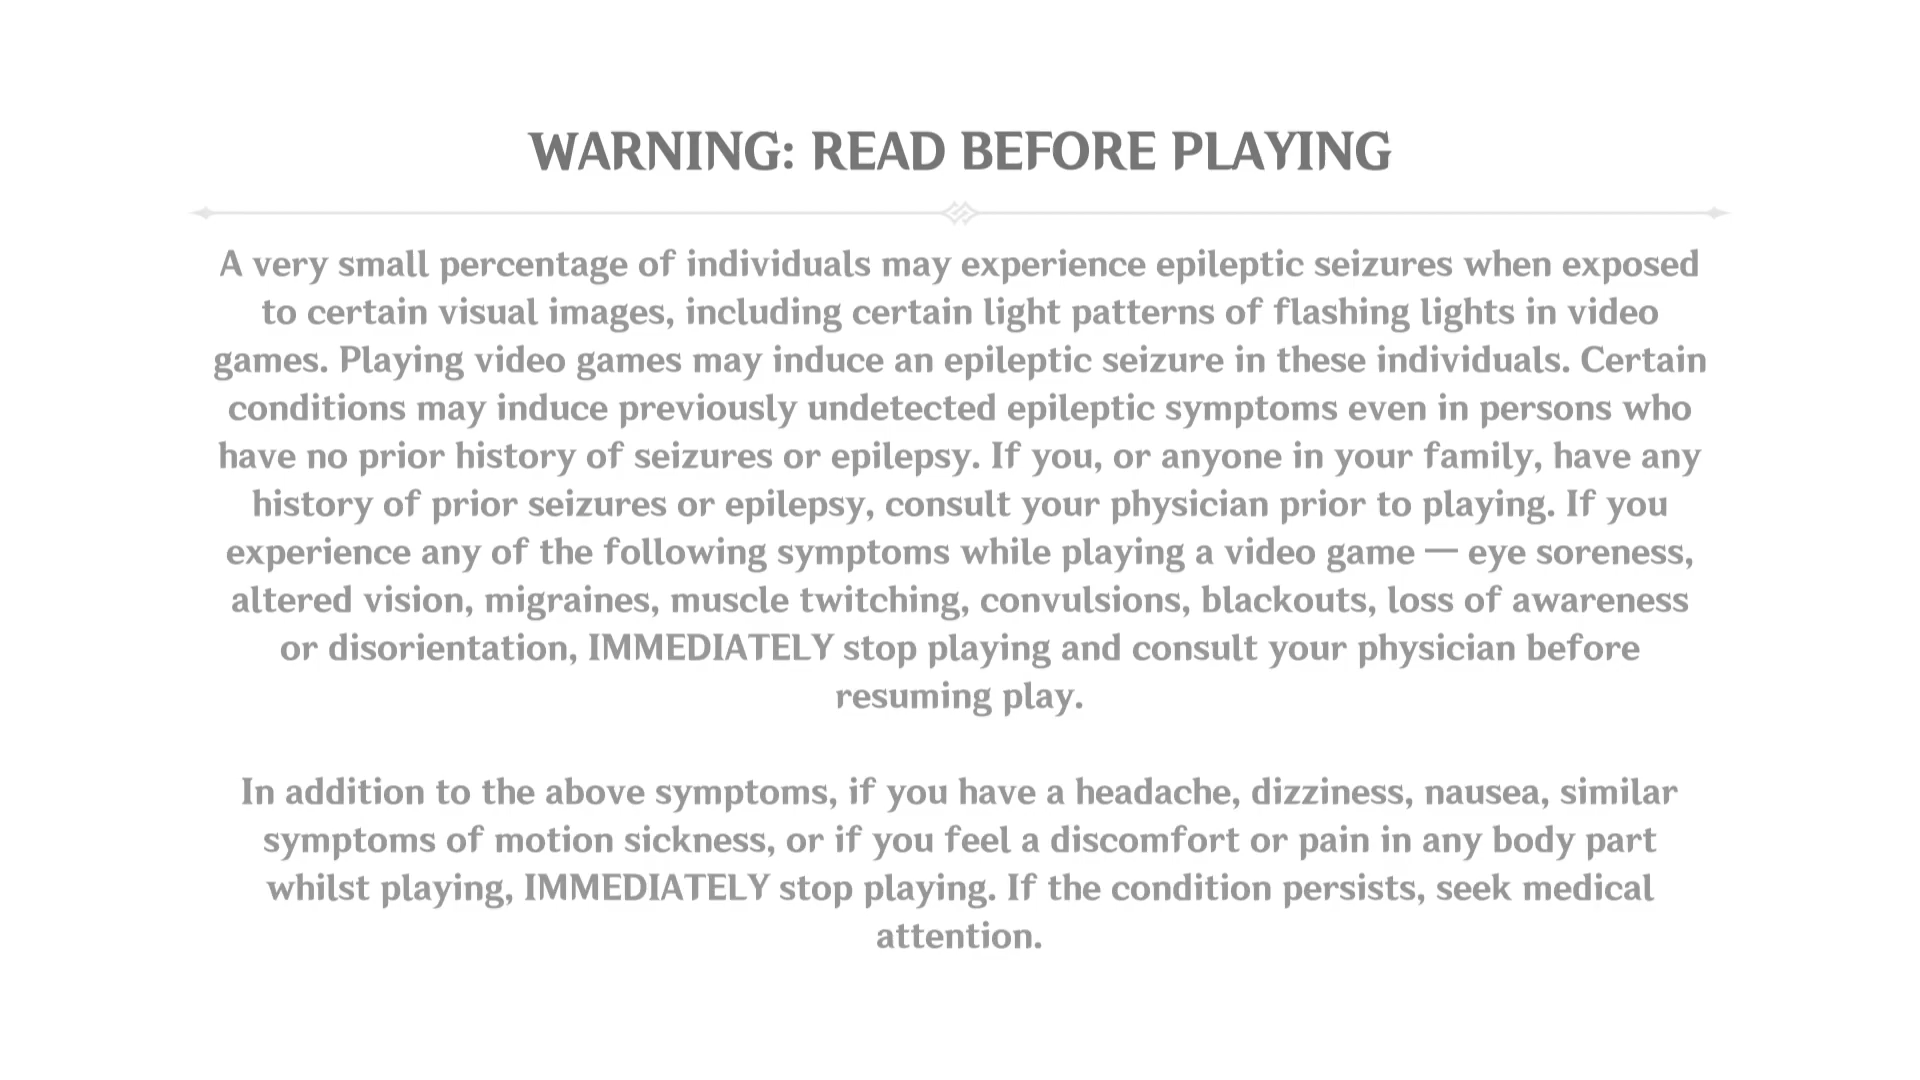 WARNING: READ BEFORE PLAYING
A very small percentage of individuals may experience epileptic seizures when exposed
to certain visual images, including certain light patterns of flashing lights in video
games. Playing video games may induce an epileptic seizure in these individuals. Certain
conditions may induce previously undetected epileptic symptoms even in persons who
have no prior history of seizures or epilepsy. If you, or anyone in your family, have any
history of prior seizures or epilepsy, consult your physician prior to playing. If you
experience any of the following symptoms while playing a video game — eye soreness,
altered vision, migraines, muscle twitching, convulsions, blackouts, loss of awareness
or disorientation, IMMEDIATELY stop playing and consult your physician before
resuming play.
In addition to the above symptoms, if you have a headache, dizziness, nausea, similar
symptoms of motion sickness, or if you feel a discomfort or pain in any body part
whilst playing, IMMEDIATELY stop playing. If the condition persists, seek medical
attention.